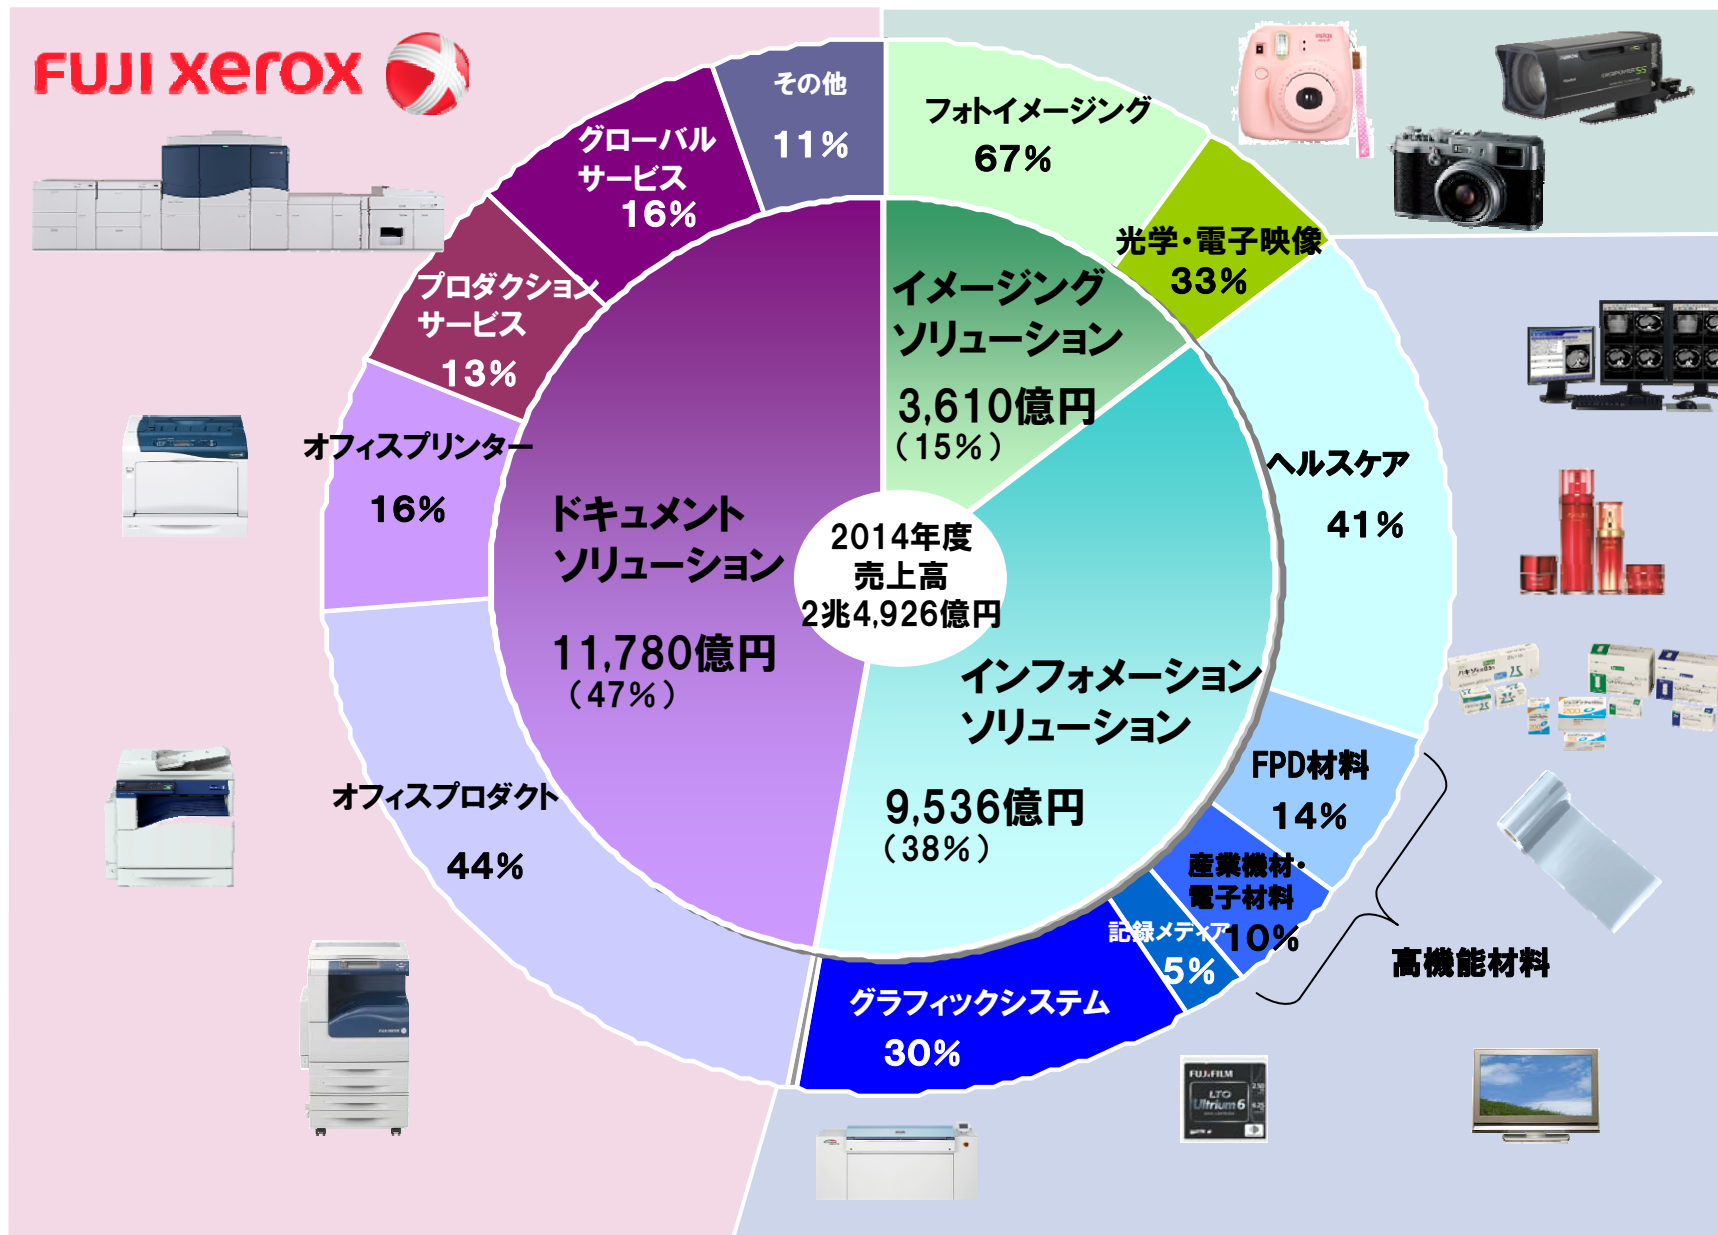 FUJI xerox
その他
11%
グローバル
サービス
16%
プロダクション
サービス
13%
オフィスプリンター
16%
オフィスプロダクト
44%
フォトイメージング
67%
光学・電子映像
33%
イメージング
ソリューション
3,610億円
(15%)
ドキュメント
ソリューション
11,780億円
(47%)
2014年度
売上高
2兆4,926億円
インフォメーション
ソリューション
9,536億円
(38%)
ヘルスケア
41%
FPD材料
14%
産業機材・
電子材料
10%
記録メディア
5%
グラフィックシステム
30%
高機能材料
FUJIFILM
LTO
Ultrium 6